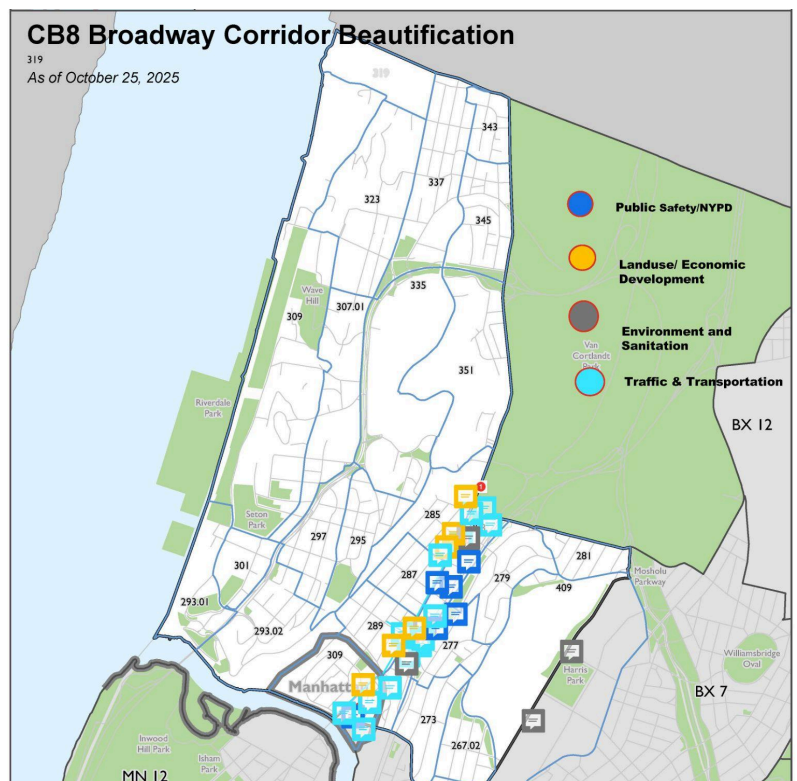 CB8 Broadway Corridor Beautification
319
As of October 25, 2025
319
343
337
323
345
Public Safety/NYPD
Landuse/ Economic
Development
335
Wave
Hill
307.01
309
Environment and
Sanitation
Van
Cortlandt
Park
351
Traffic & Transportation
Riverdale
Park
BX 12
1
285
Seton
Park
297
295
281
301
287
279
Mosholu
Parkway
409
293.01
293.02
289
277
309
Williamsbridge
Oval
Harris
Park
Manhatt
BX 7
273
Inwood
Hill Park
267.02
Isham
Park
MN 12